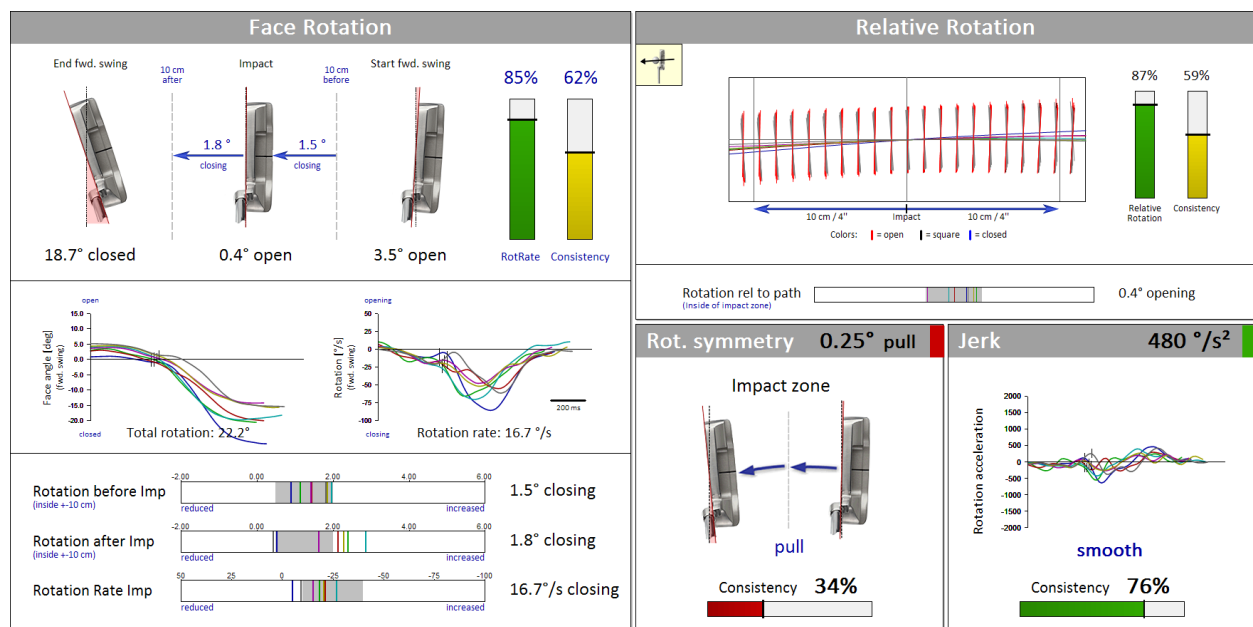 Face Rotation
End fwd. swing
10 cm
after
Impact
10 cm
before
Start fwd. swing
85%
62%
1.8 °
closing
1.5 °
closing
18.7° closed
0.4° open
3.5° open
RotRate
Consistency
open
15.0
10.0
5.0
0.0
-5.0
-10.0
-15.0
-20.0
closed
Face angle [deg]
(fwd. swing)
Total rotation: 22.2°
opening
50
25
0
-25
-50
-75
-100
closing
Rotation [°/s]
(fwd. swing)
200 ms
Rotation rate: 16.7 °/s
Rotation before Imp
(inside +-10 cm)
-2.00 0.00 2.00 4.00 6.00
reduced increased
1.5° closing
Rotation after Imp
(inside +-10 cm)
-2.00 0.00 2.00 4.00 6.00
reduced increased
1.8° closing
Rotation Rate Imp
50 25 0 -25 -50 -75 -100
reduced increased
16.7°/s closing
Relative Rotation
87%
59%
Relative
Rotation
Consistency
10 cm / 4" Impact 10 cm / 4"
Colors: = open = square = closed
Rotation rel to path
(Inside of impact zone)
0.4° opening
Rot. symmetry 0.25° pull
Impact zone
pull
Consistency 34%
Jerk 480 °/s²
2000
1500
1000
500
0
-500
-1000
-1500
-2000
Rotation acceleration
smooth
Consistency 76%